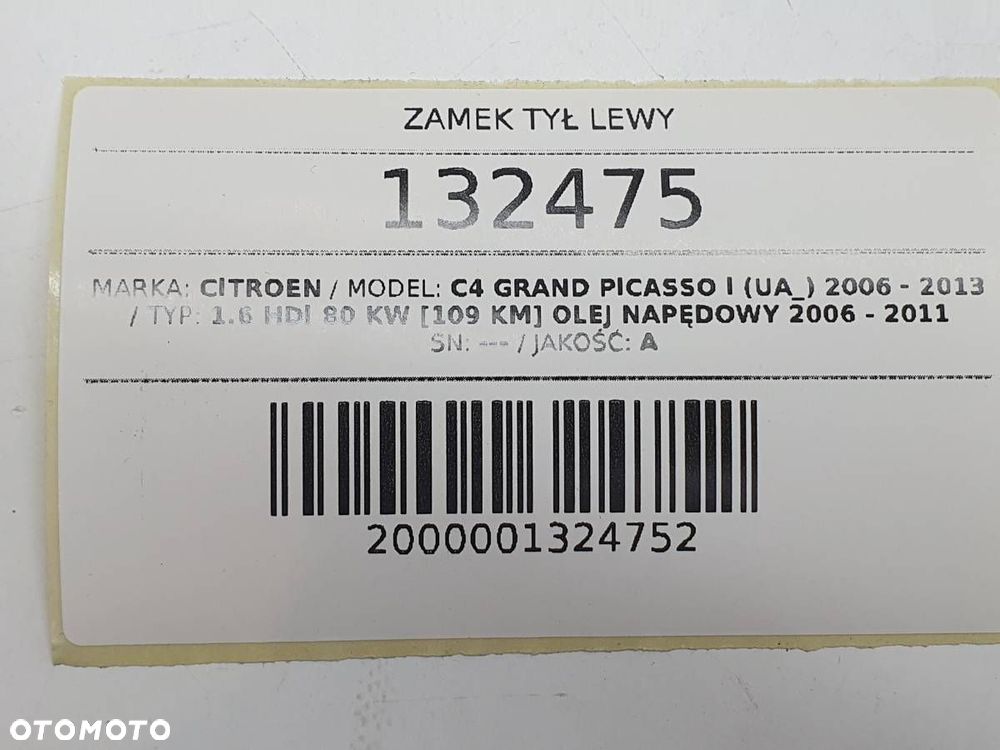 ZAMEK TYŁ LEWY
132475
MARKA: CITROEN / MODEL: C4 GRAND PICASSO I (UA_) 2006 - 2013
/ TYP: 1.6 HDI 80 KW [109 KM] OLEJ NAPĘDOWY 2006 - 2011
SN: --- / JAKOŚĆ: A
2000001324752
OTOMOTO